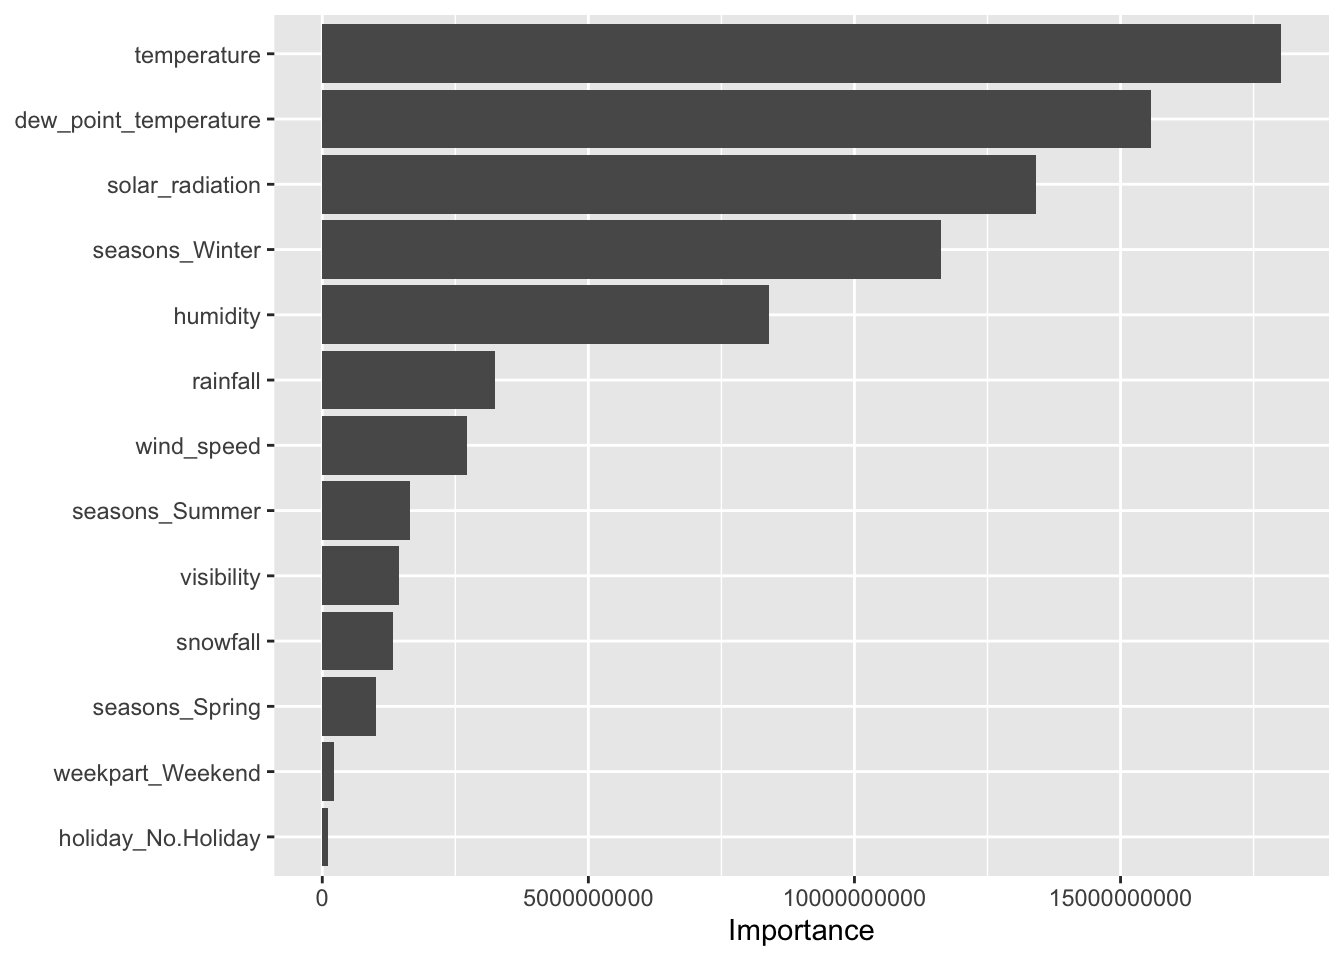 temperature
dew_point_temperature
solar_radiation
seasons_Winter
humidity
rainfall
wind_speed
seasons_Summer
visibility
snowfall
seasons_Spring
weekpart_Weekend
holiday_No.Holiday
0 5000000000 10000000000 15000000000
Importance